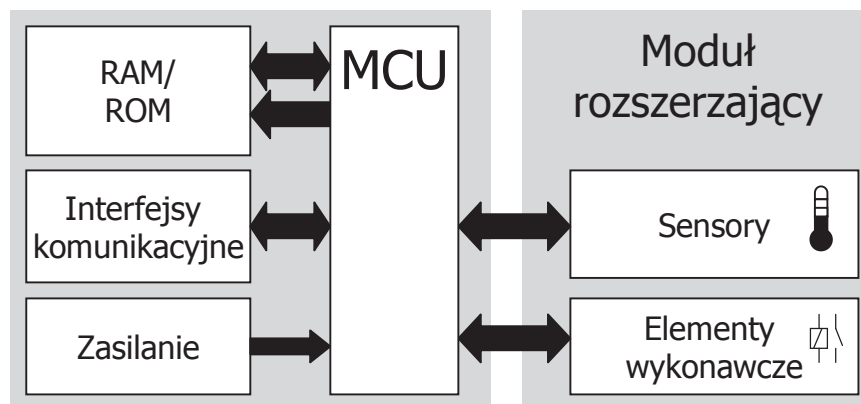 RAM/
ROM
MCU
Interfejsy
komunikacyjne
Zasilanie
Moduł
rozszerzający
Sensory
Elementy
wykonawcze